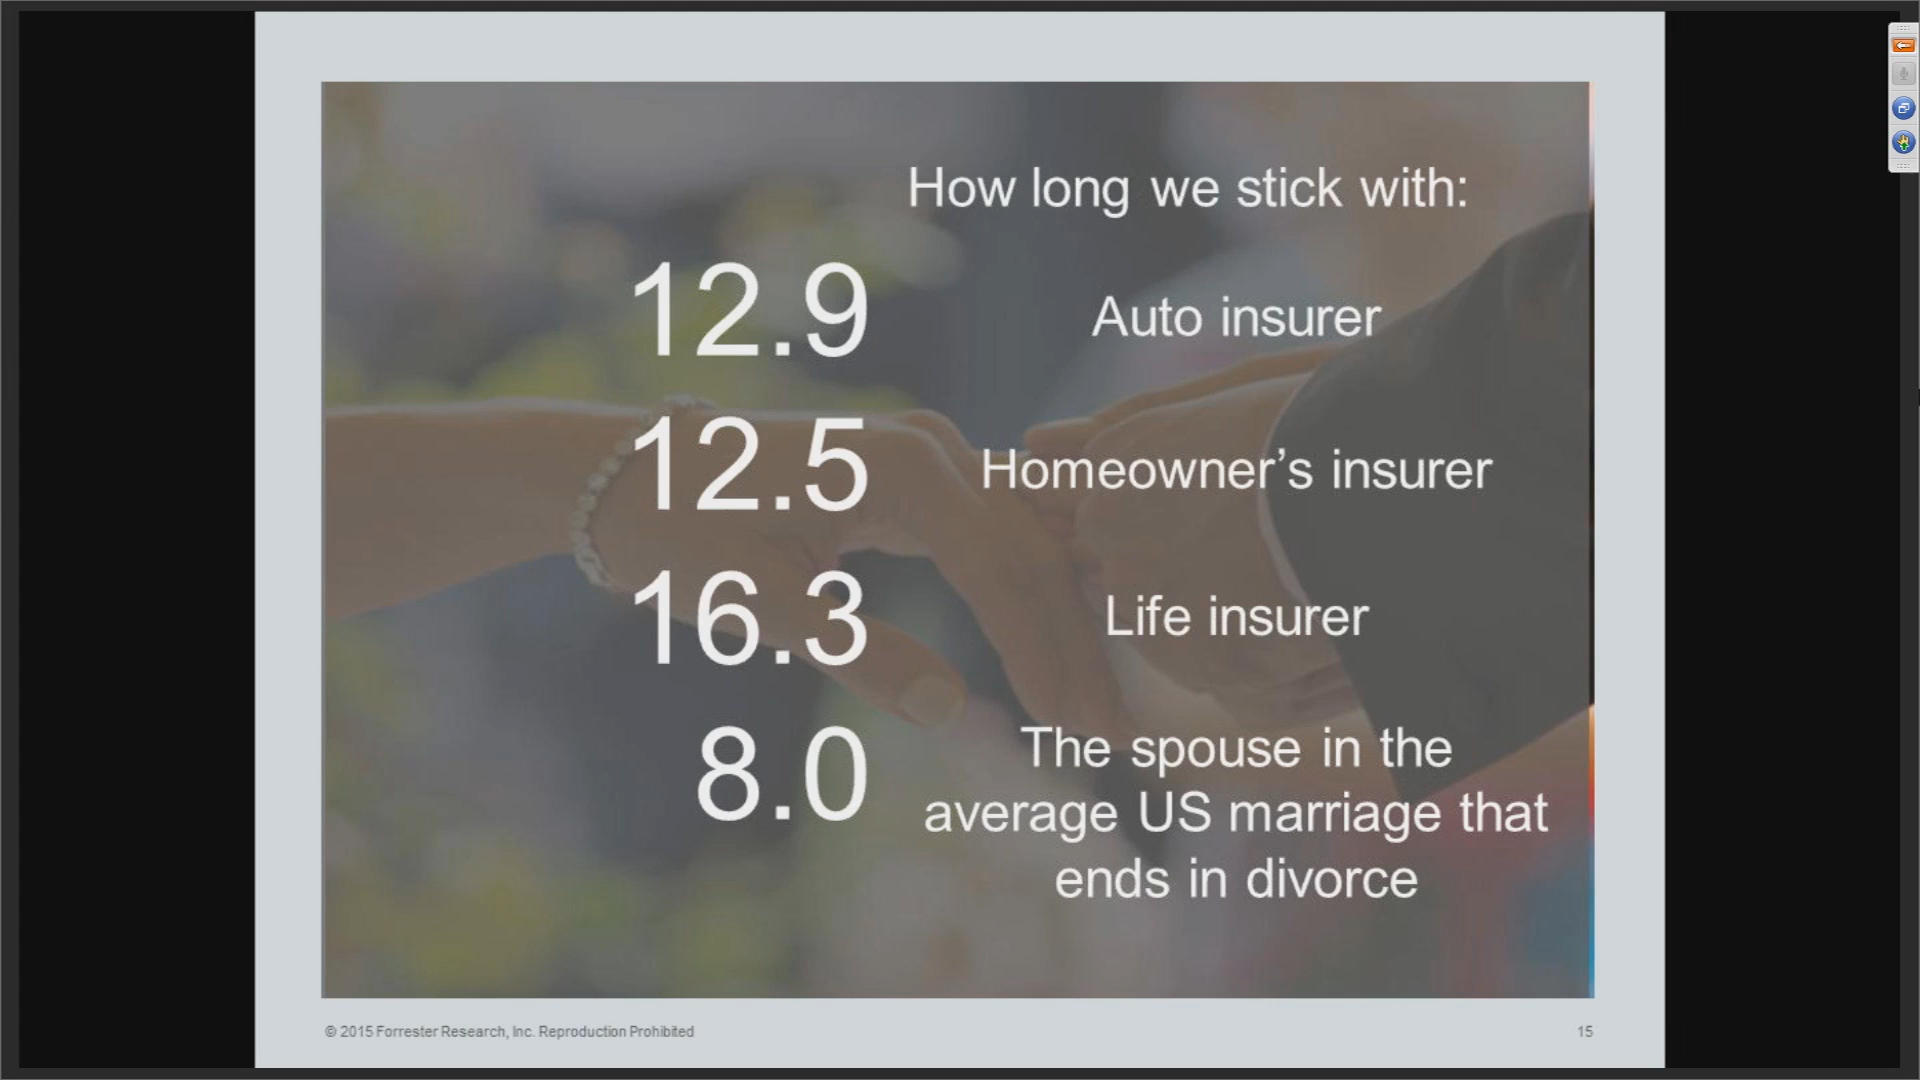 How long we stick with:
12.9 Auto insurer
12.5 Homeowner’s insurer
16.3 Life insurer
8.0 The spouse in the
average US marriage that
ends in divorce
© 2015 Forrester Research, Inc. Reproduction Prohibited 15